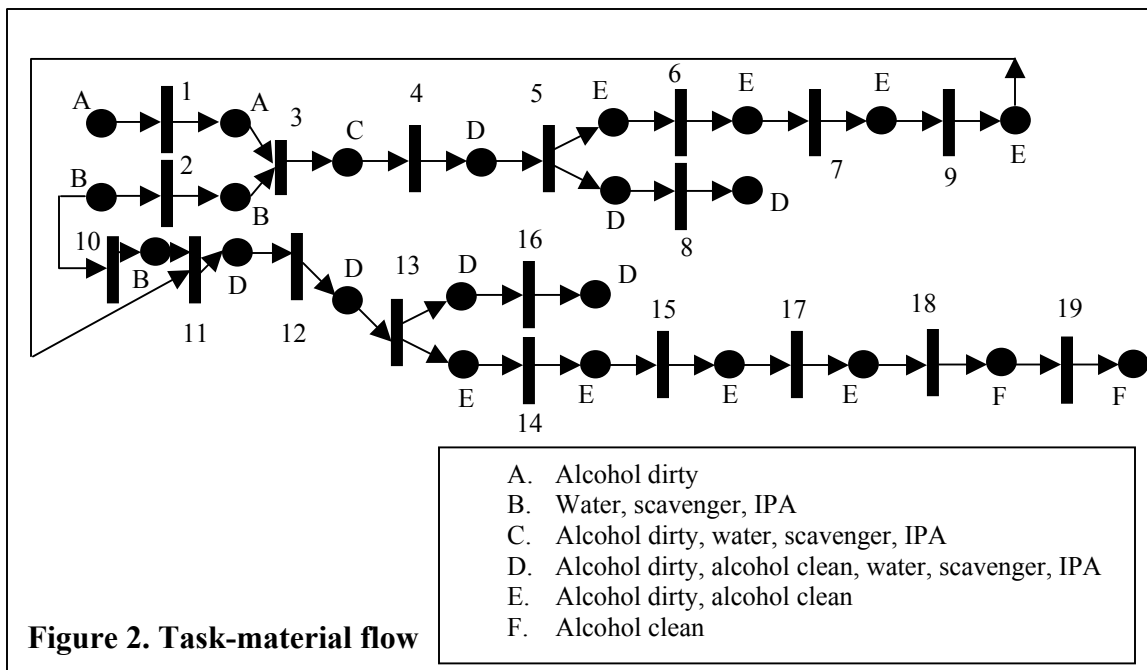 1
A
A
2
B
B
3
C
4
D
5
E
6
E
7
E
9
E
D
8
D
10
B
11
D
12
D
13
D
16
D
E
14
E
15
E
17
E
18
F
19
F
A. Alcohol dirty
B. Water, scavenger, IPA
C. Alcohol dirty, water, scavenger, IPA
D. Alcohol dirty, alcohol clean, water, scavenger, IPA
E. Alcohol dirty, alcohol clean
F. Alcohol clean
Figure 2. Task-material flow